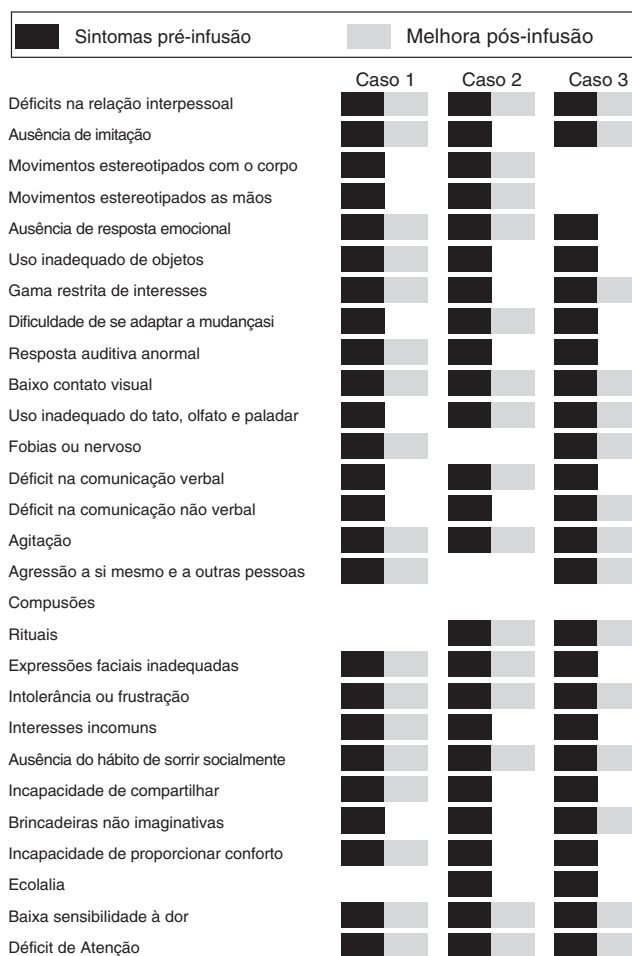 Sintomas pré-infusão Melhora pós-infusão
Caso 1 Caso 2 Caso 3
Déficits na relação interpessoal
Ausência de imitação
Movimentos estereotipados com o corpo
Movimentos estereotipados as mãos
Ausência de resposta emocional
Uso inadequado de objetos
Gama restrita de interesses
Dificuldade de se adaptar a mudançasi
Resposta auditiva anormal
Baixo contato visual
Uso inadequado do tato, olfato e paladar
Fobias ou nervoso
Déficit na comunicação verbal
Déficit na comunicação não verbal
Agitação
Agressão a si mesmo e a outras pessoas
Compusões
Rituais
Expressões faciais inadequadas
Intolerância ou frustração
Interesses incomuns
Ausência do hábito de sorrir socialmente
Incapacidade de compartilhar
Brincadeiras não imaginativas
Incapacidade de proporcionar conforto
Ecolalia
Baixa sensibilidade à dor
Déficit de Atenção